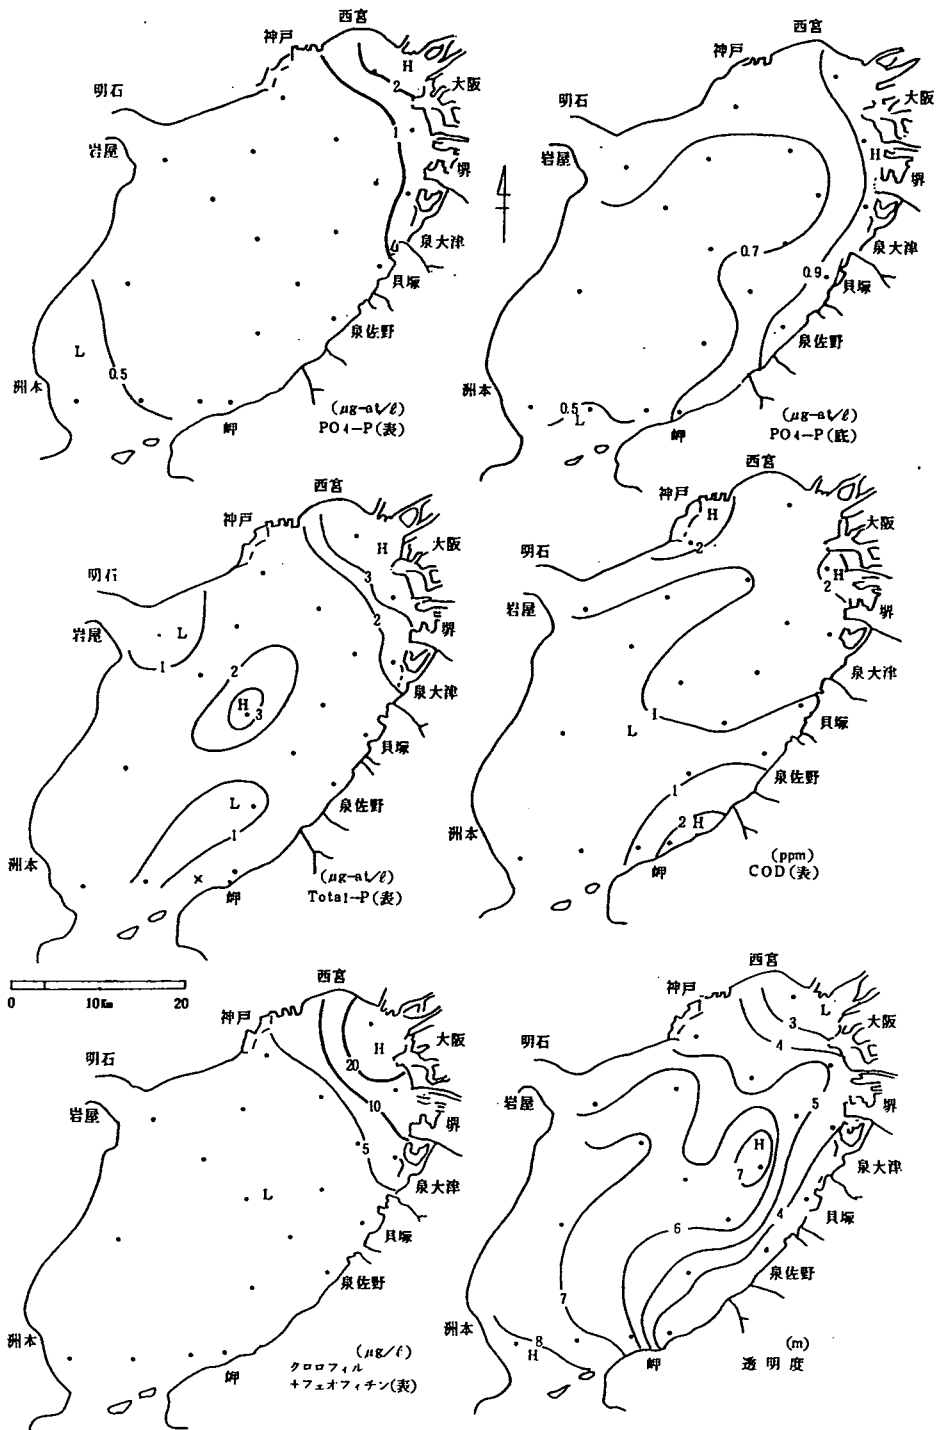 西宮
神戸
H
2
大阪
明石
1
岩屋
堺
泉大津
貝塚
泉佐野
L
0.5
洲本
岬
(μg-at/ℓ)
PO4-P(表)
西宮
神戸
大阪
明石
岩屋
H
堺
泉大津
0.7
0.9
貝塚
泉佐野
洲本
0.5
L
岬
(μg-at/ℓ)
PO4-P(底)
西宮
神戸
H
大阪
明石
3
L
岩屋
1
2
堺
2
H
3
泉大津
貝塚
L
1
泉佐野
洲本
×
岬
(μg-at/ℓ)
Total-P(表)
西宮
神戸
H
2
大阪
明石
H
2
岩屋
堺
泉大津
1
L
貝塚
1
泉佐野
2
H
洲本
岬
(ppm)
COD(表)
0
10Km
20
西宮
神戸
大阪
H
20
明石
10
岩屋
堺
5
泉大津
L
貝塚
泉佐野
洲本
岬
(μg/ℓ)
クロロフィル
+フェオフィチン(表)
西宮
神戸
L
3
大阪
4
明石
5
岩屋
堺
H
7
泉大津
4
貝塚
6
泉佐野
7
洲本
8
H
岬
(m)
透明度